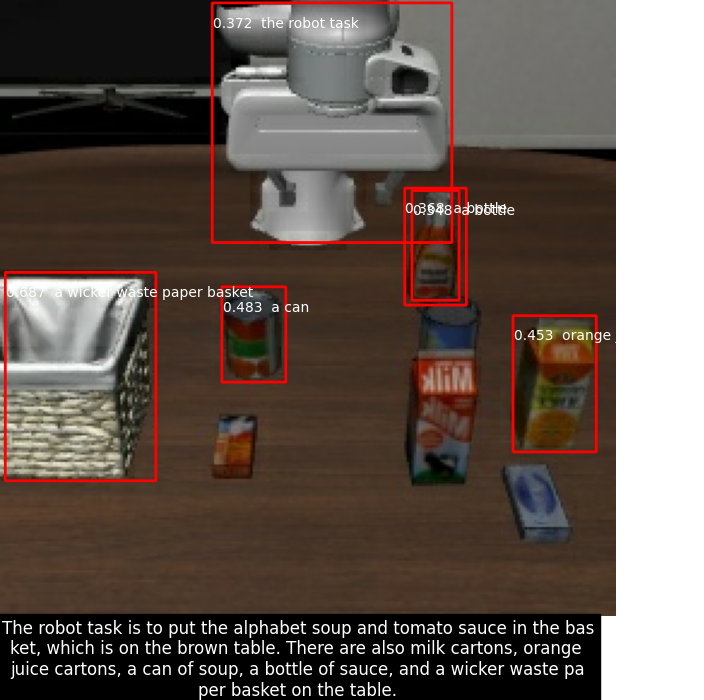 0.372 the robot task
0.368 a bottle
0.548 a bottle
0.687 a wicker waste paper basket
0.483 a can
0.453 orange
Milk
Milk
The robot task is to put the alphabet soup and tomato sauce in the bas
ket, which is on the brown table. There are also milk cartons, orange
juice cartons, a can of soup, a bottle of sauce, and a wicker waste pa
per basket on the table.